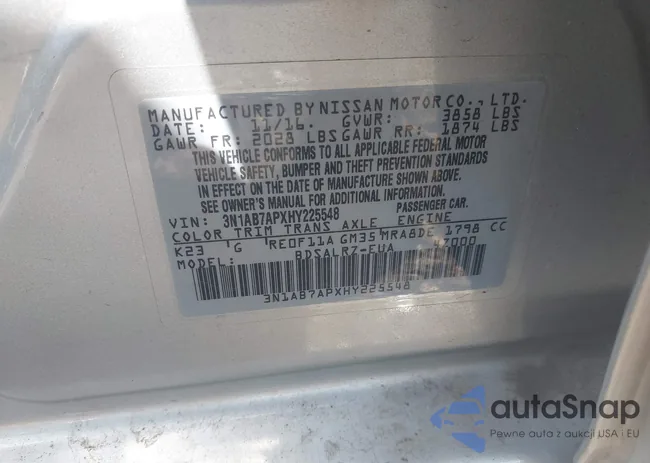 MANUFACTURED BY NISSAN MOTOR CO., LTD.
DATE: 11/16. GVWR: 3858 LBS
GAWR FR: 2028 LBS GAWR RR: 1874 LBS
THIS VEHICLE CONFORMS TO ALL APPLICABLE FEDERAL MOTOR
VEHICLE SAFETY, BUMPER AND THEFT PREVENTION STANDARDS
IN EFFECT ON THE DATE OF MANUFACTURE SHOWN ABOVE.
SEE OWNER'S MANUAL FOR ADDITIONAL INFORMATION.
VIN: 3N1AB7APXHY225548 PASSENGER CAR.
COLOR TRIM TRANS AXLE ENGINE
K23 'G 'RE0F11A GM35 'MRA8DE 1798 CC
MODEL: BDSALRZ-EUA 47000
3N1AB7APXHY225548
autaSnap
Pewne auta z aukcji USA i EU